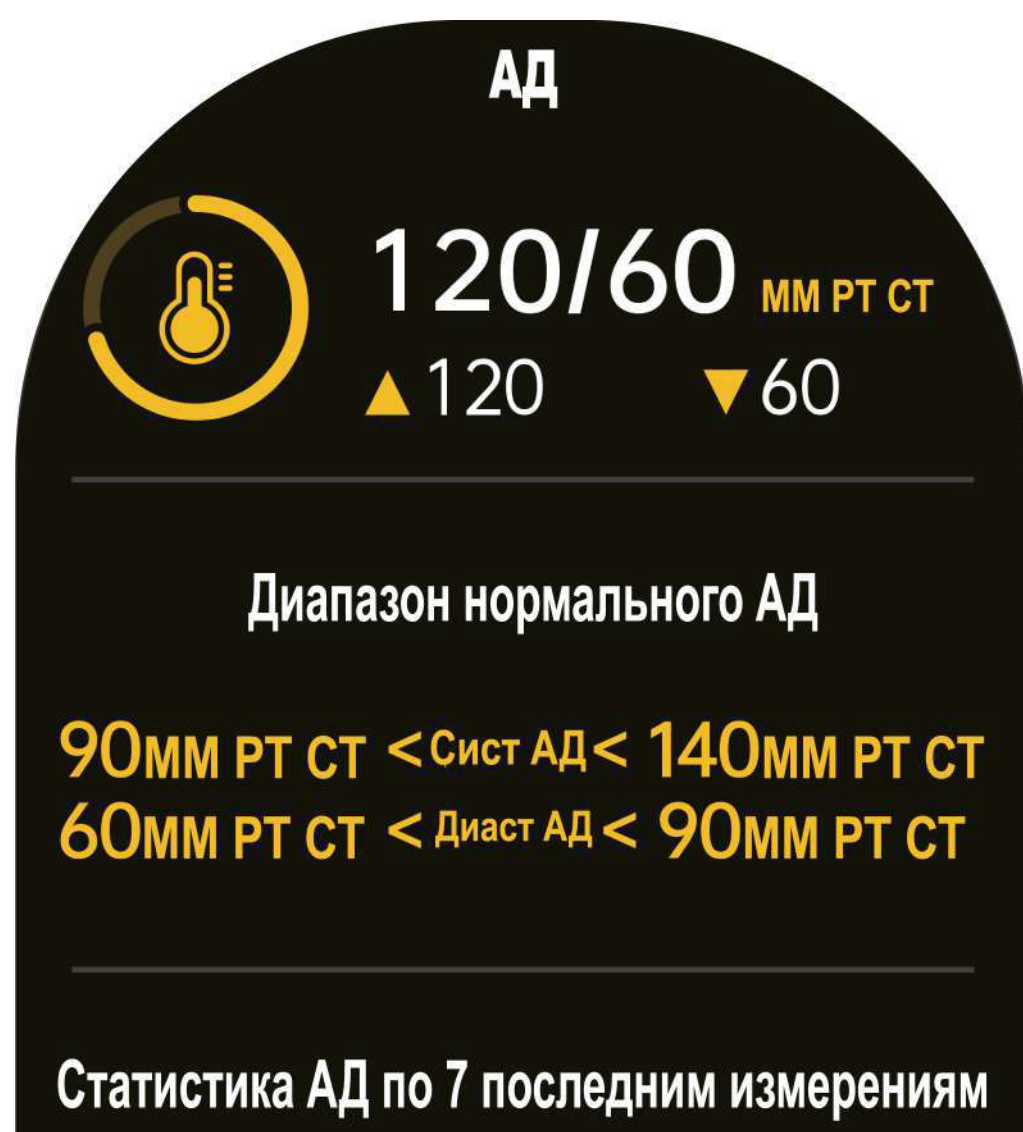 АД
120/60 ММ РТ СТ
▲120 ▼60
Диапазон нормального АД
90ММ РТ СТ <Сист АД< 140ММ РТ СТ
60ММ РТ СТ < Диаст АД < 90ММ РТ СТ
Статистика АД по 7 последним измерениям